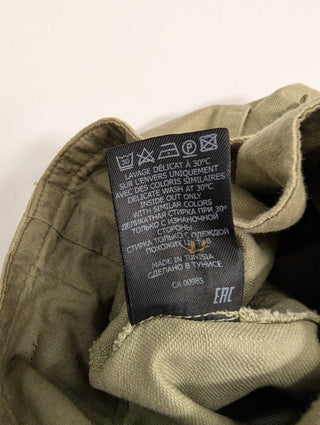 LAVAGE DÉLICAT A 30°C
SUR L'ENVERS UNIQUEMENT
AVEC DES COLORIS SIMILAIRES
DELICATE WASH AT 30°C
INSIDE OUT ONLY
WITH SIMILAR COLORS
ДЕЛИКАТНАЯ СТИРКА ПРИ 30°
ТОЛЬКО С ИЗНАНОЧНОЙ
СТОРОНЫ
СТИРКА ТОЛЬКО С ОДЕЖДОЙ
ПОХОЖИХ
MADE IN TUNISIA
СДЕЛАНО В ТУНИСЕ
CA 00985
EAC